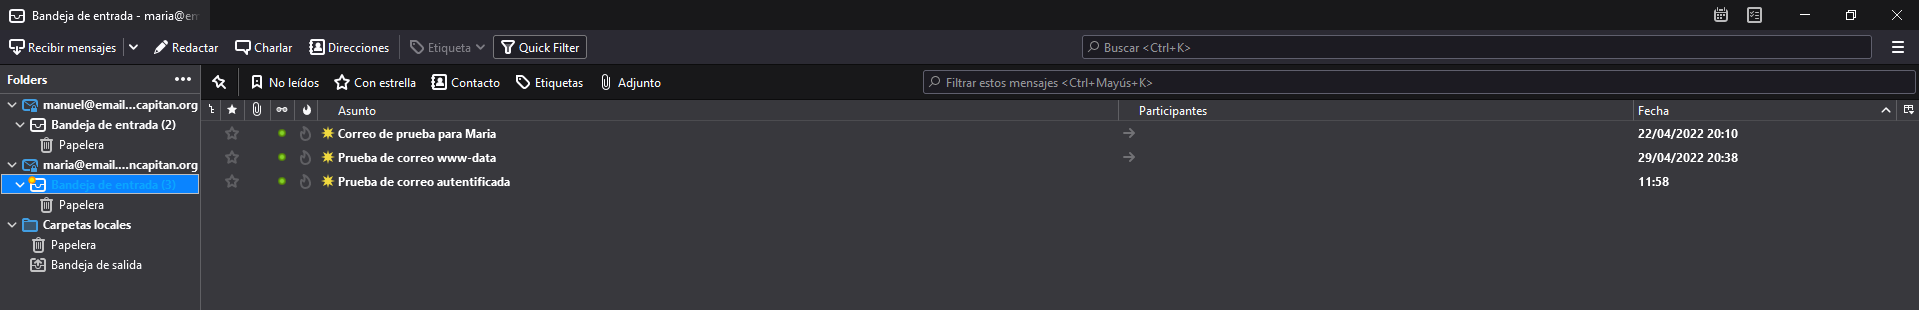 Bandeja de entrada - maria@em
Recibir mensajes Redactar Charlar Direcciones Etiqueta Quick Filter Buscar <Ctrl+K>
Folders
No leídos Con estrella Contacto Etiquetas Adjunto Filtrar estos mensajes <Ctrl+Mayús+K>
manuel@email...capitan.org
Bandeja de entrada (2)
Papelera
maria@email....ncapitan.org
Bandeja de entrada (3)
Papelera
Carpetas locales
Papelera
Bandeja de salida
Asunto Participantes Fecha
Correo de prueba para Maria 22/04/2022 20:10
Prueba de correo www-data 29/04/2022 20:38
Prueba de correo autentificada 11:58